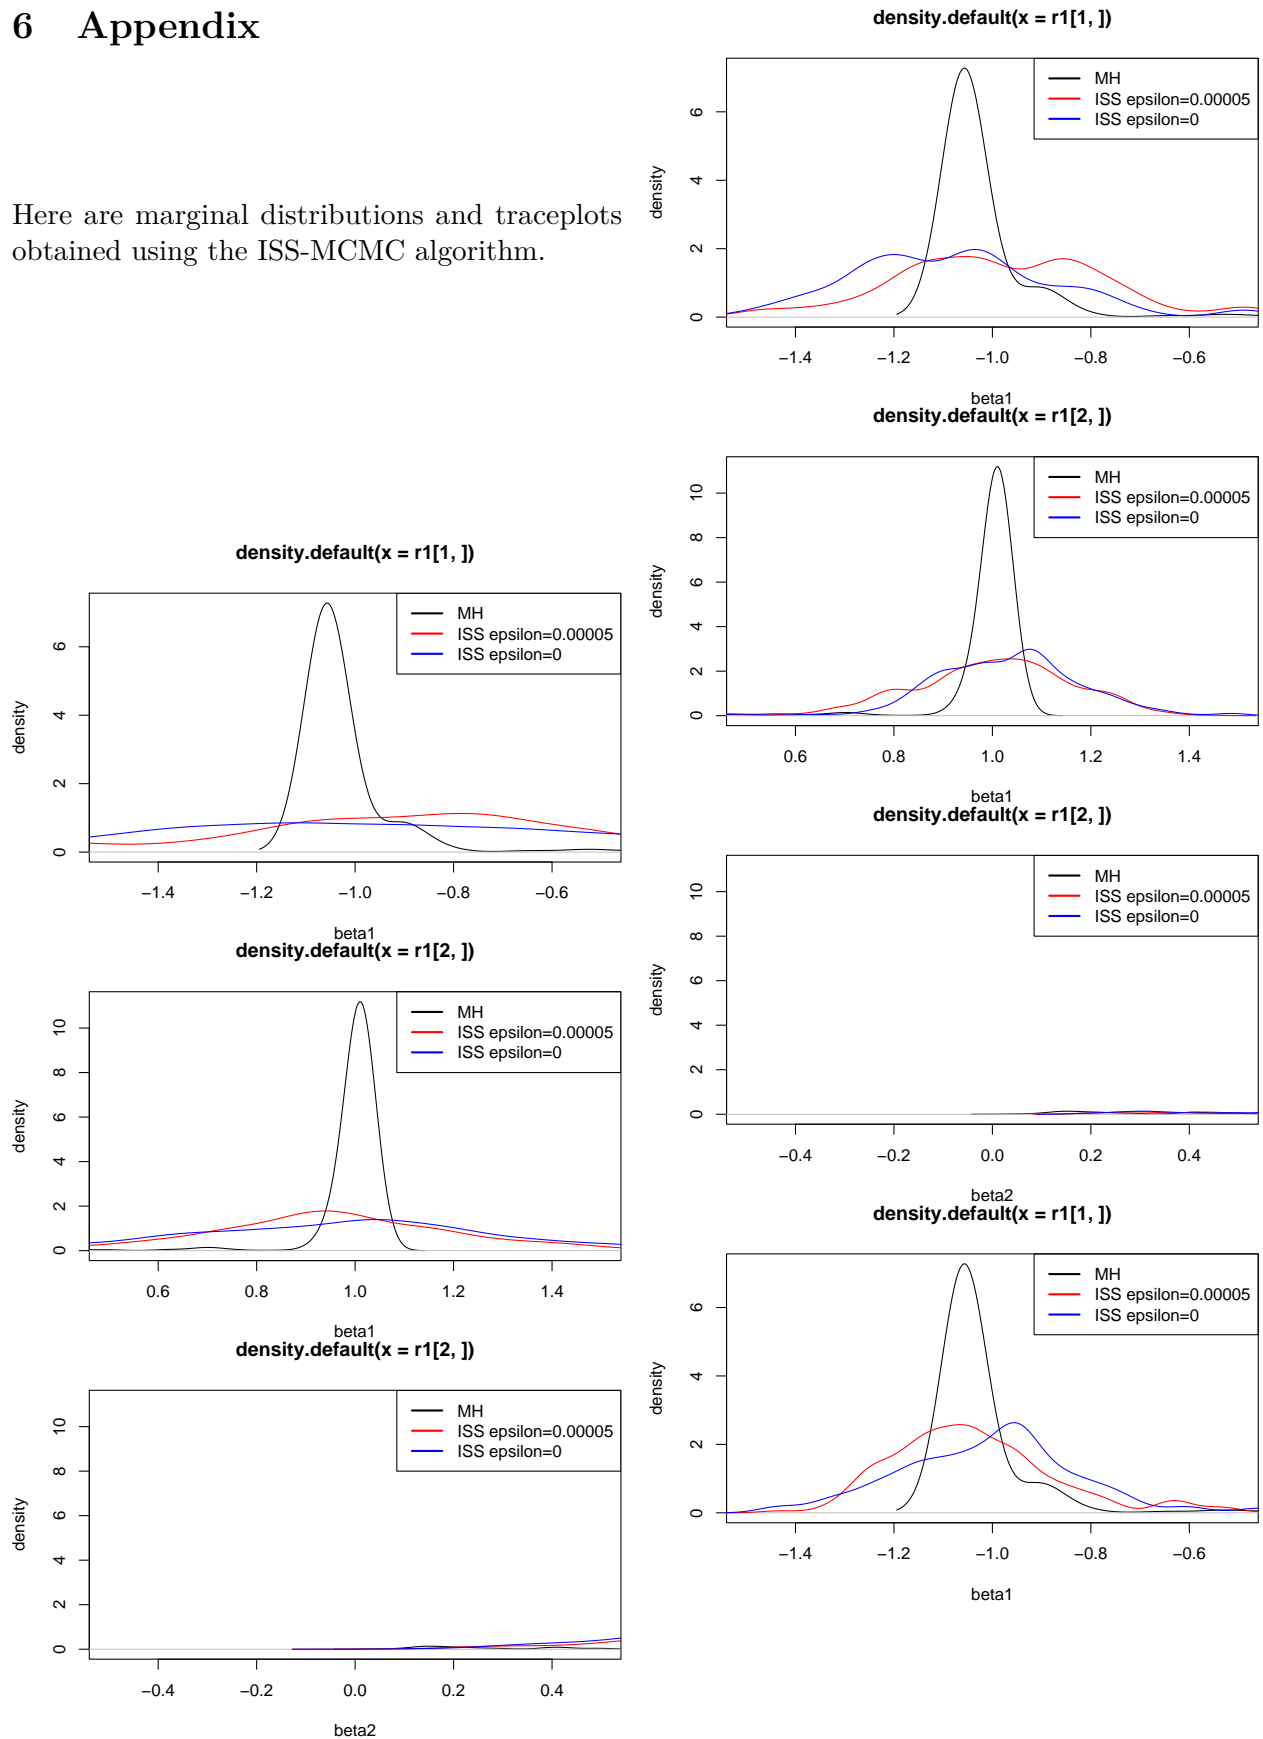 6 Appendix
Here are marginal distributions and traceplots
obtained using the ISS-MCMC algorithm.
density.default(x = r1[1, ])
MH
ISS epsilon=0.00005
ISS epsilon=0
density
0 2 4 6
−1.4 −1.2 −1.0 −0.8 −0.6
beta1
density.default(x = r1[2, ])
MH
ISS epsilon=0.00005
ISS epsilon=0
density
0 2 4 6 8 10
0.6 0.8 1.0 1.2 1.4
beta1
density.default(x = r1[2, ])
MH
ISS epsilon=0.00005
ISS epsilon=0
density
0 2 4 6 8 10
−0.4 −0.2 0.0 0.2 0.4
beta2
density.default(x = r1[1, ])
MH
ISS epsilon=0.00005
ISS epsilon=0
density
0 2 4 6
−1.4 −1.2 −1.0 −0.8 −0.6
beta1
density.default(x = r1[2, ])
MH
ISS epsilon=0.00005
ISS epsilon=0
density
0 2 4 6 8 10
0.6 0.8 1.0 1.2 1.4
beta1
density.default(x = r1[2, ])
MH
ISS epsilon=0.00005
ISS epsilon=0
density
0 2 4 6 8 10
−0.4 −0.2 0.0 0.2 0.4
beta2
density.default(x = r1[1, ])
MH
ISS epsilon=0.00005
ISS epsilon=0
density
0 2 4 6
−1.4 −1.2 −1.0 −0.8 −0.6
beta1